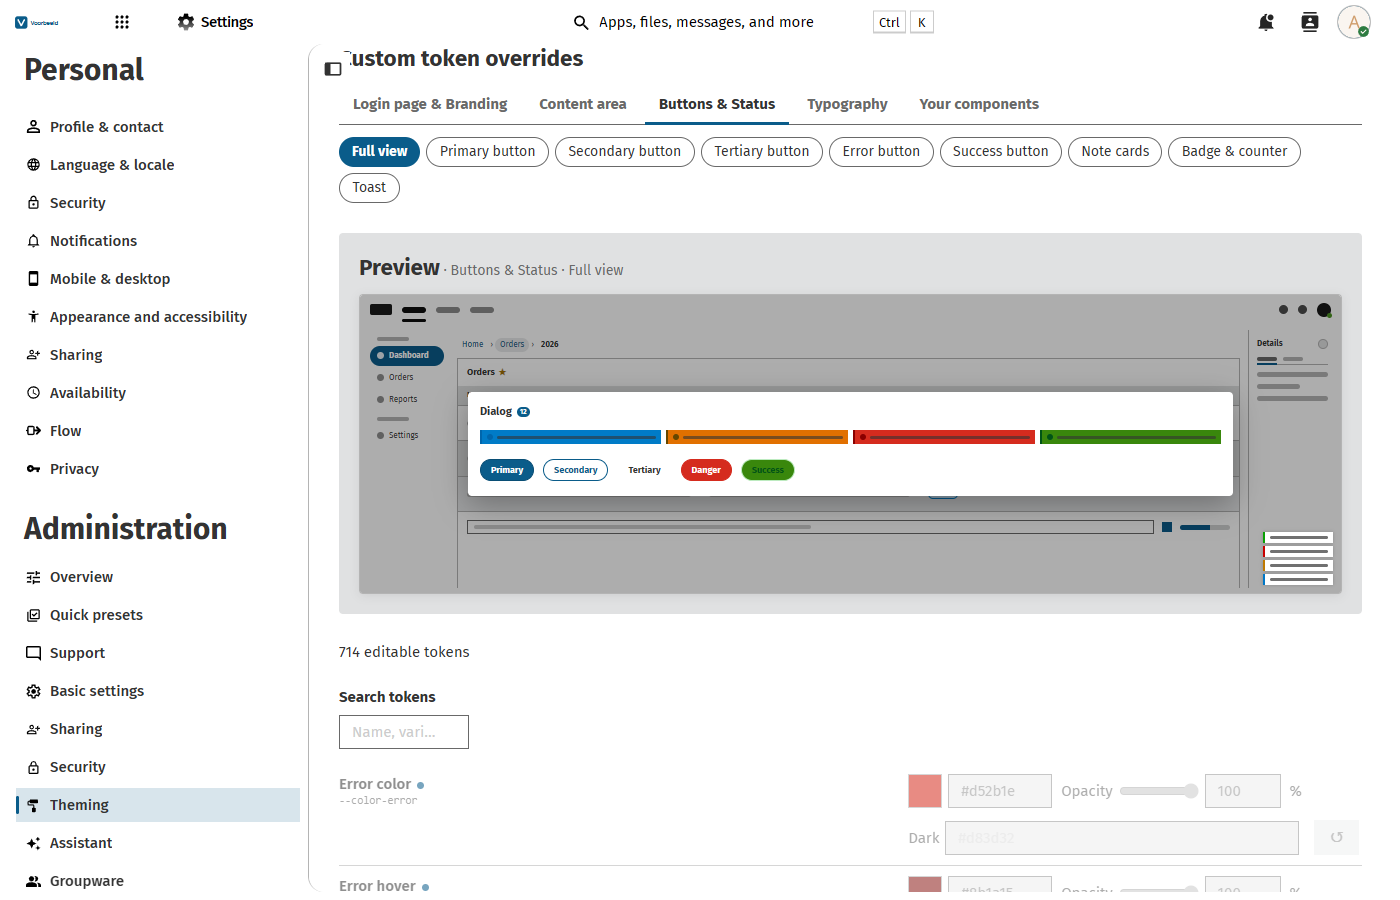 Voorbeeld
Settings
Apps, files, messages, and more
Ctrl
K
A
Personal
Profile & contact
Language & locale
Security
Notifications
Mobile & desktop
Appearance and accessibility
Sharing
Availability
Flow
Privacy
Administration
Overview
Quick presets
Support
Basic settings
Sharing
Security
Theming
Assistant
Groupware
ustom token overrides
Login page & Branding
Content area
Buttons & Status
Typography
Your components
Full view
Primary button
Secondary button
Tertiary button
Error button
Success button
Note cards
Badge & counter
Toast
Preview · Buttons & Status · Full view
Dashboard
Orders
Reports
Settings
Home › Orders › 2026
Orders ★
Details
Dialog 12
Primary
Secondary
Tertiary
Danger
Success
714 editable tokens
Search tokens
Name, vari...
Error color
--color-error
#d52b1e
Opacity
100
%
Dark
#d83d32
Error hover
Opacity
100
%